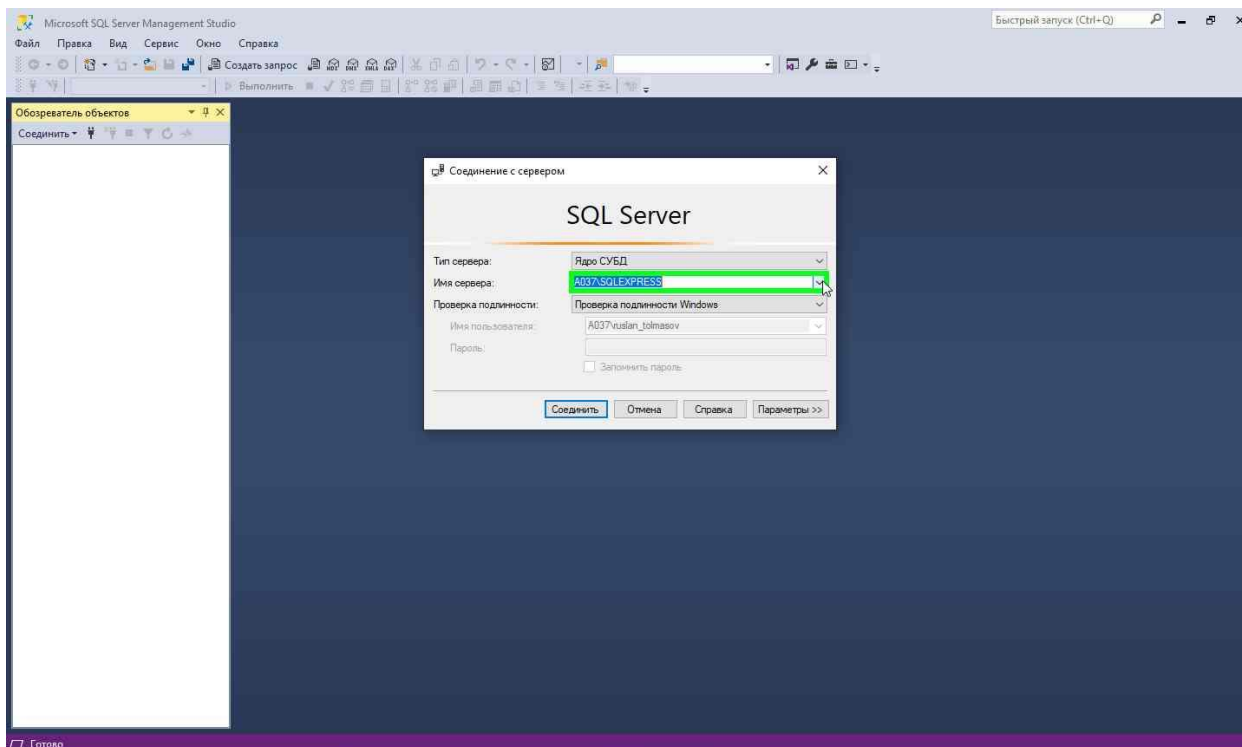 Microsoft SQL Server Management Studio
Быстрый запуск (Ctrl+Q)
Файл Правка Вид Сервис Окно Справка
Создать запрос
Выполнить
Обозреватель объектов
Соединить
Соединение с сервером
SQL Server
Тип сервера: Ядро СУБД
Имя сервера: A037\SQLEXPRESS
Проверка подлинности: Проверка подлинности Windows
Имя пользователя: A037\ruslan_tolmasov
Пароль:
Запомнить пароль
Соединить Отмена Справка Параметры >>
Готово